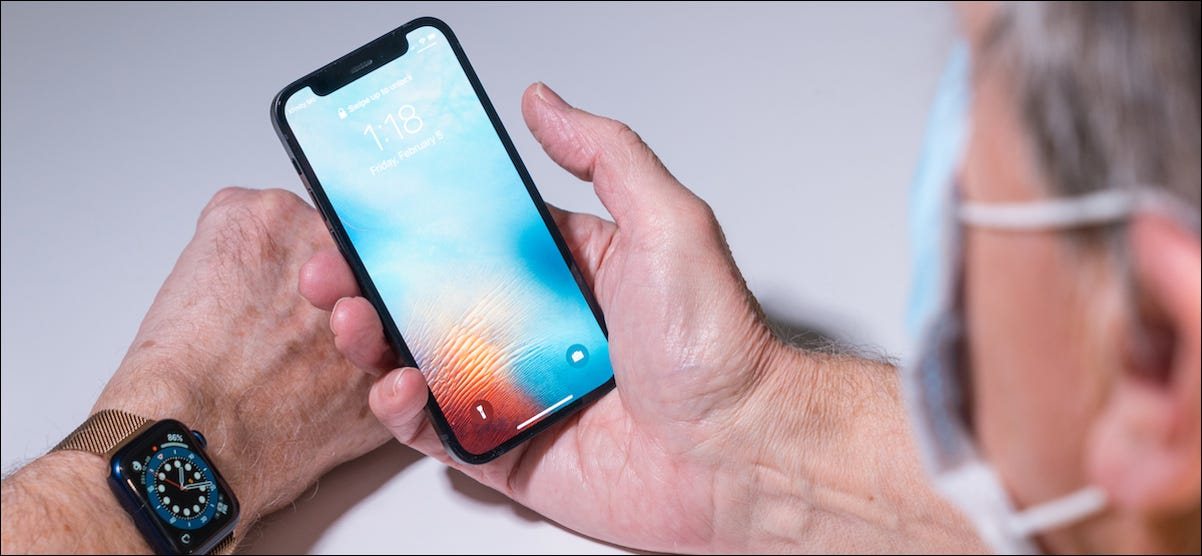 Swipe up to unlock
1:18
Friday, February 5
86%